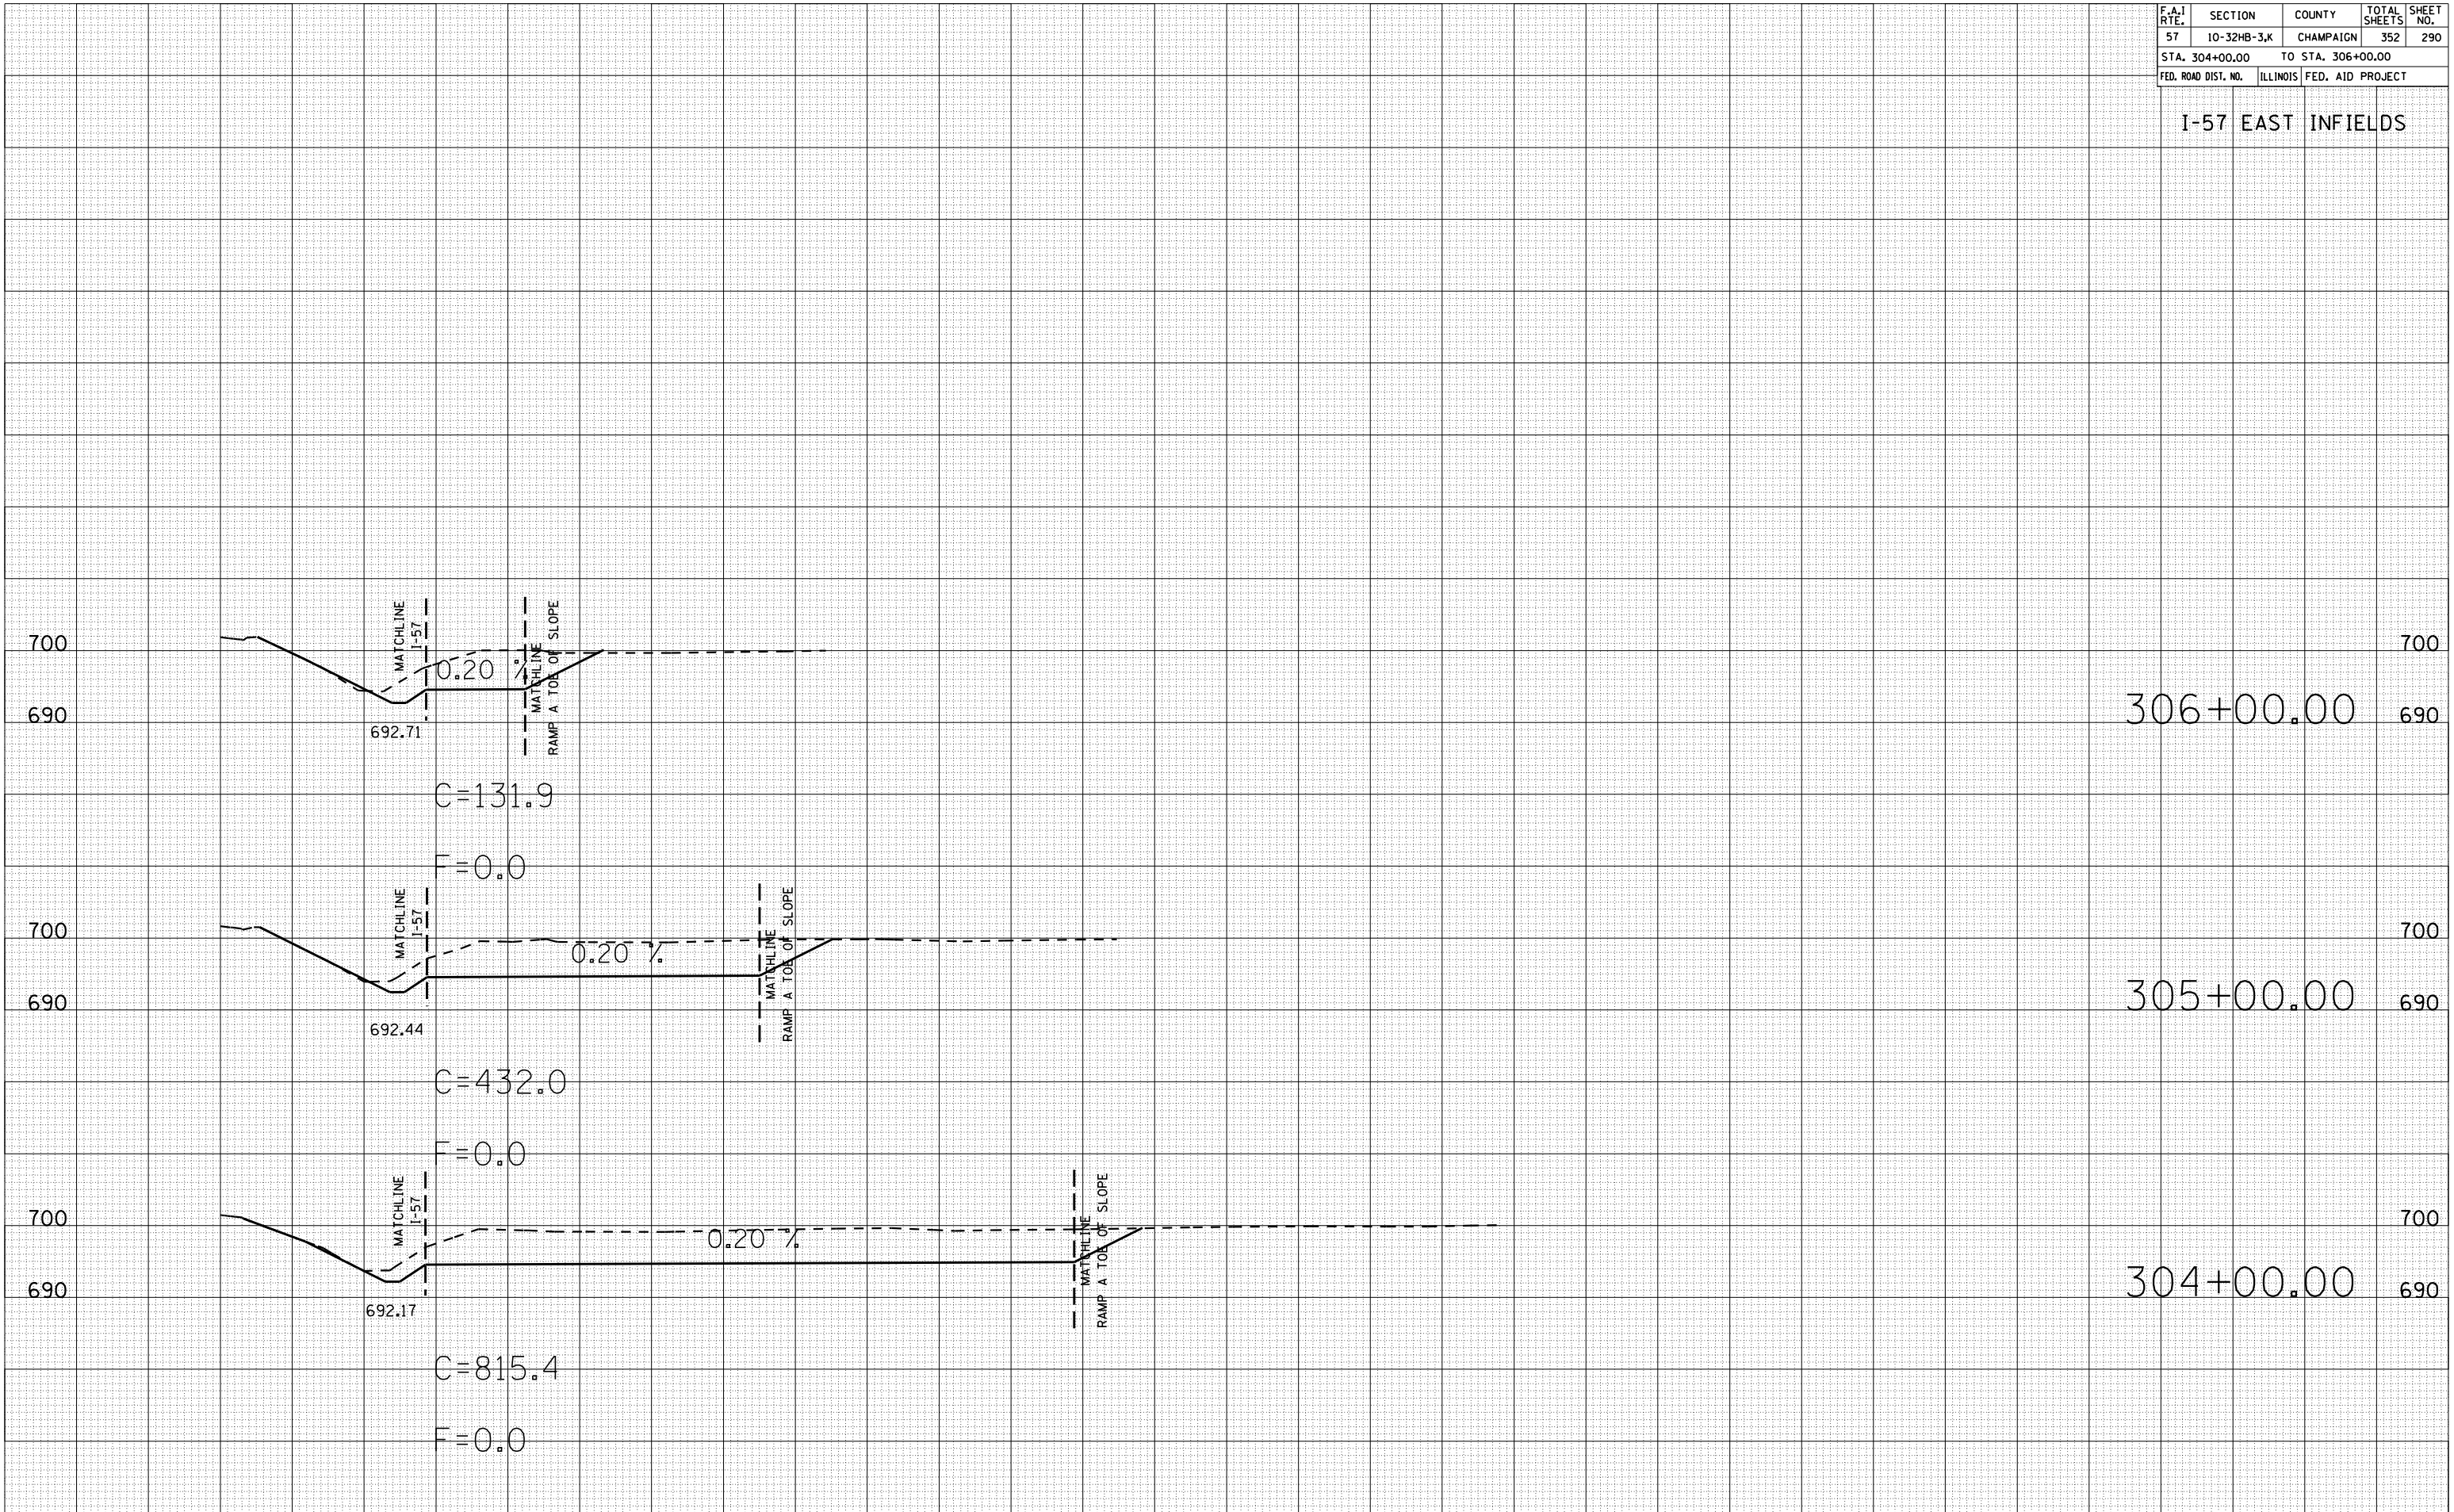 F.A.I RTE. SECTION COUNTY TOTAL SHEETS SHEET NO.
57 10-32HB-3,K CHAMPAIGN 352 290
STA. 304+00.00 TO STA. 306+00.00
FED. ROAD DIST. NO. ILLINOIS FED. AID PROJECT
I-57 EAST INFIELDS
MATCHLINE
I-57
MATCHLINE
RAMP A TOE OF SLOPE
700 700
0.20 %
690 306+00.00 690
692.71
C=131.9
F=0.0
MATCHLINE
I-57
MATCHLINE
RAMP A TOE OF SLOPE
700 700
0.20 %
690 305+00.00 690
692.44
C=432.0
F=0.0
MATCHLINE
I-57
MATCHLINE
RAMP A TOE OF SLOPE
700 700
0.20 %
690 304+00.00 690
692.17
C=815.4
F=0.0